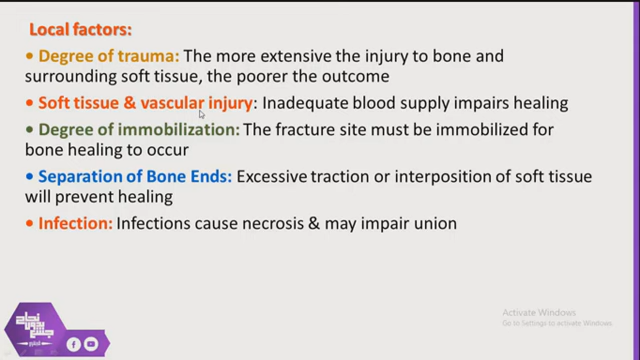 Local factors:
• Degree of trauma: The more extensive the injury to bone and
surrounding soft tissue, the poorer the outcome
• Soft tissue & vascular injury: Inadequate blood supply impairs healing
• Degree of immobilization: The fracture site must be immobilized for
bone healing to occur
• Separation of Bone Ends: Excessive traction or interposition of soft tissue
will prevent healing
• Infection: Infections cause necrosis & may impair union
Activate Windows
Go to Settings to activate Windows.